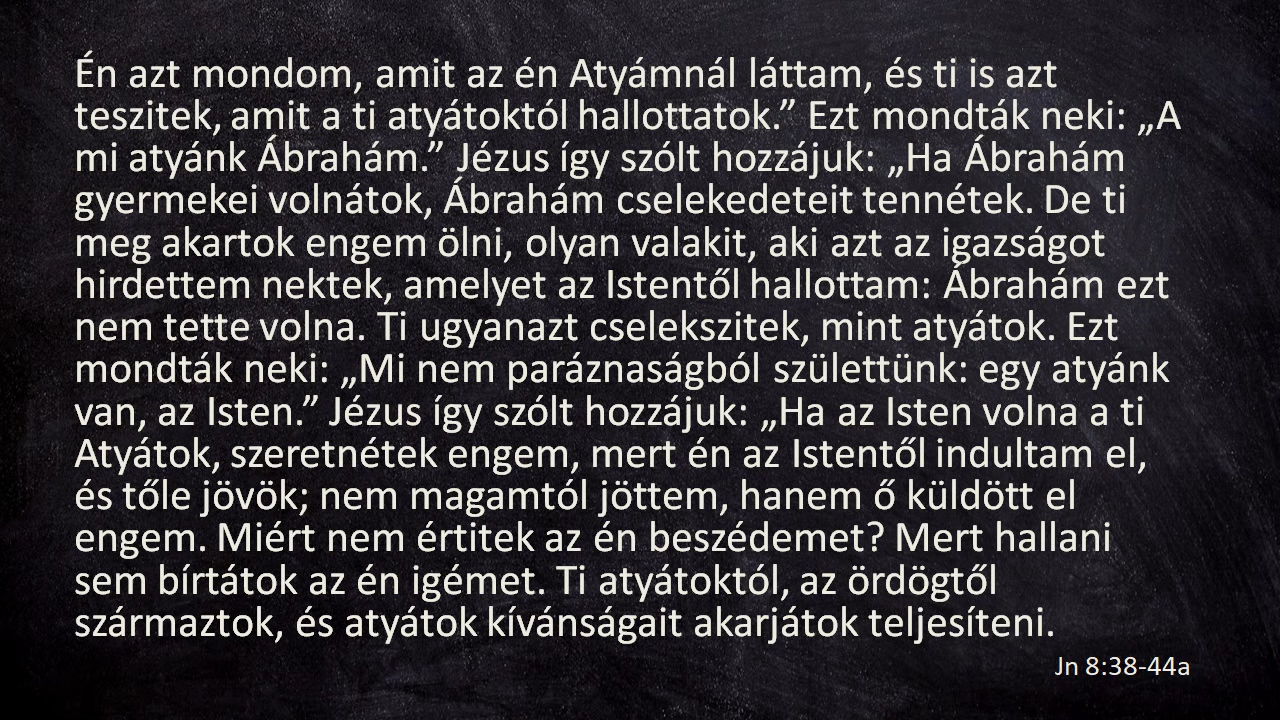 Én azt mondom, amit az én Atyámnál láttam, és ti is azt
teszitek, amit a ti atyátoktól hallottatok.” Ezt mondták neki: „A
mi atyánk Ábrahám.” Jézus így szólt hozzájuk: „Ha Ábrahám
gyermekei volnátok, Ábrahám cselekedeteit tennétek. De ti
meg akartok engem ölni, olyan valakit, aki azt az igazságot
hirdettem nektek, amelyet az Istentől hallottam: Ábrahám ezt
nem tette volna. Ti ugyanazt cselekszitek, mint atyátok. Ezt
mondták neki: „Mi nem paráznaságból születtünk: egy atyánk
van, az Isten.” Jézus így szólt hozzájuk: „Ha az Isten volna a ti
Atyátok, szeretnétek engem, mert én az Istentől indultam el,
és tőle jövök; nem magamtól jöttem, hanem ő küldött el
engem. Miért nem értitek az én beszédemet? Mert hallani
sem bírtátok az én igémet. Ti atyátoktól, az ördögtől
származtok, és atyátok kívánságait akarjátok teljesíteni.
Jn 8:38-44a